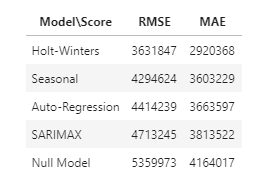 Model\Score RMSE MAE
Holt-Winters 3631847 2920368
Seasonal 4294624 3603229
Auto-Regression 4414239 3663597
SARIMAX 4713245 3813522
Null Model 5359973 4164017